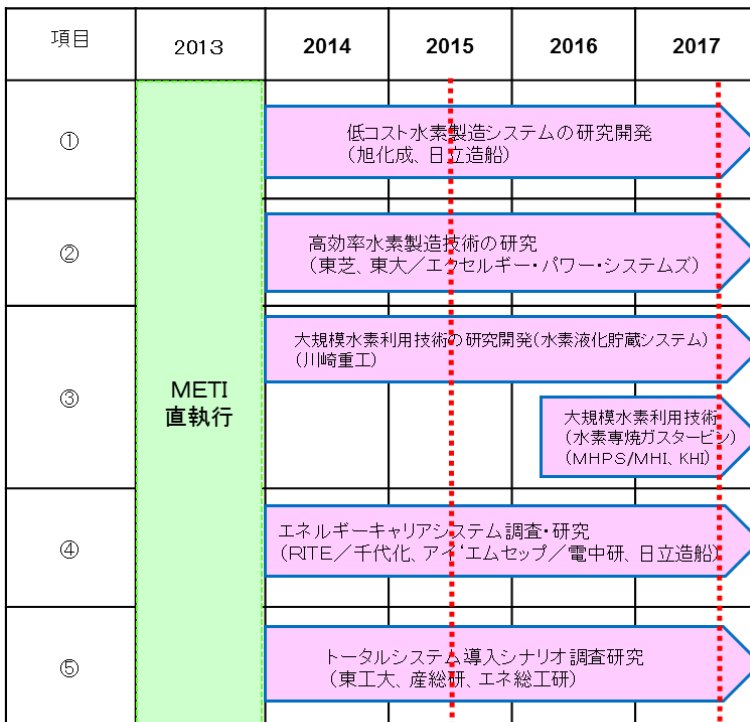 項目 2013 2014 2015 2016 2017
①
低コスト水素製造システムの研究開発
(旭化成、日立造船)
②
高効率水素製造技術の研究
(東芝、東大／エクセルギー・パワー・システムズ)
③
大規模水素利用技術の研究開発(水素液化貯蔵システム)
(川崎重工)
METI
直執行
大規模水素利用技術
(水素専焼ガスタービン)
(MHPS/MHI、KHI)
④
エネルギーキャリアシステム調査・研究
(RITE／千代化、アイ‘エムセップ／電中研、日立造船)
⑤
トータルシステム導入シナリオ調査研究
(東工大、産総研、エネ総工研)